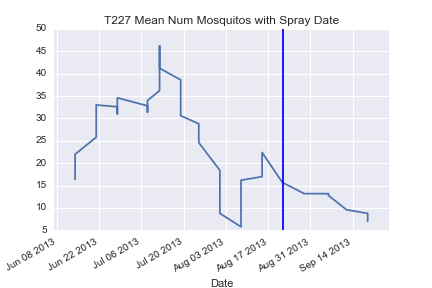 T227 Mean Num Mosquitos with Spray Date
50
45
40
35
30
25
20
15
10
5
Jun 08 2013
Jun 22 2013
Jul 06 2013
Jul 20 2013
Aug 03 2013
Aug 17 2013
Aug 31 2013
Sep 14 2013
Date